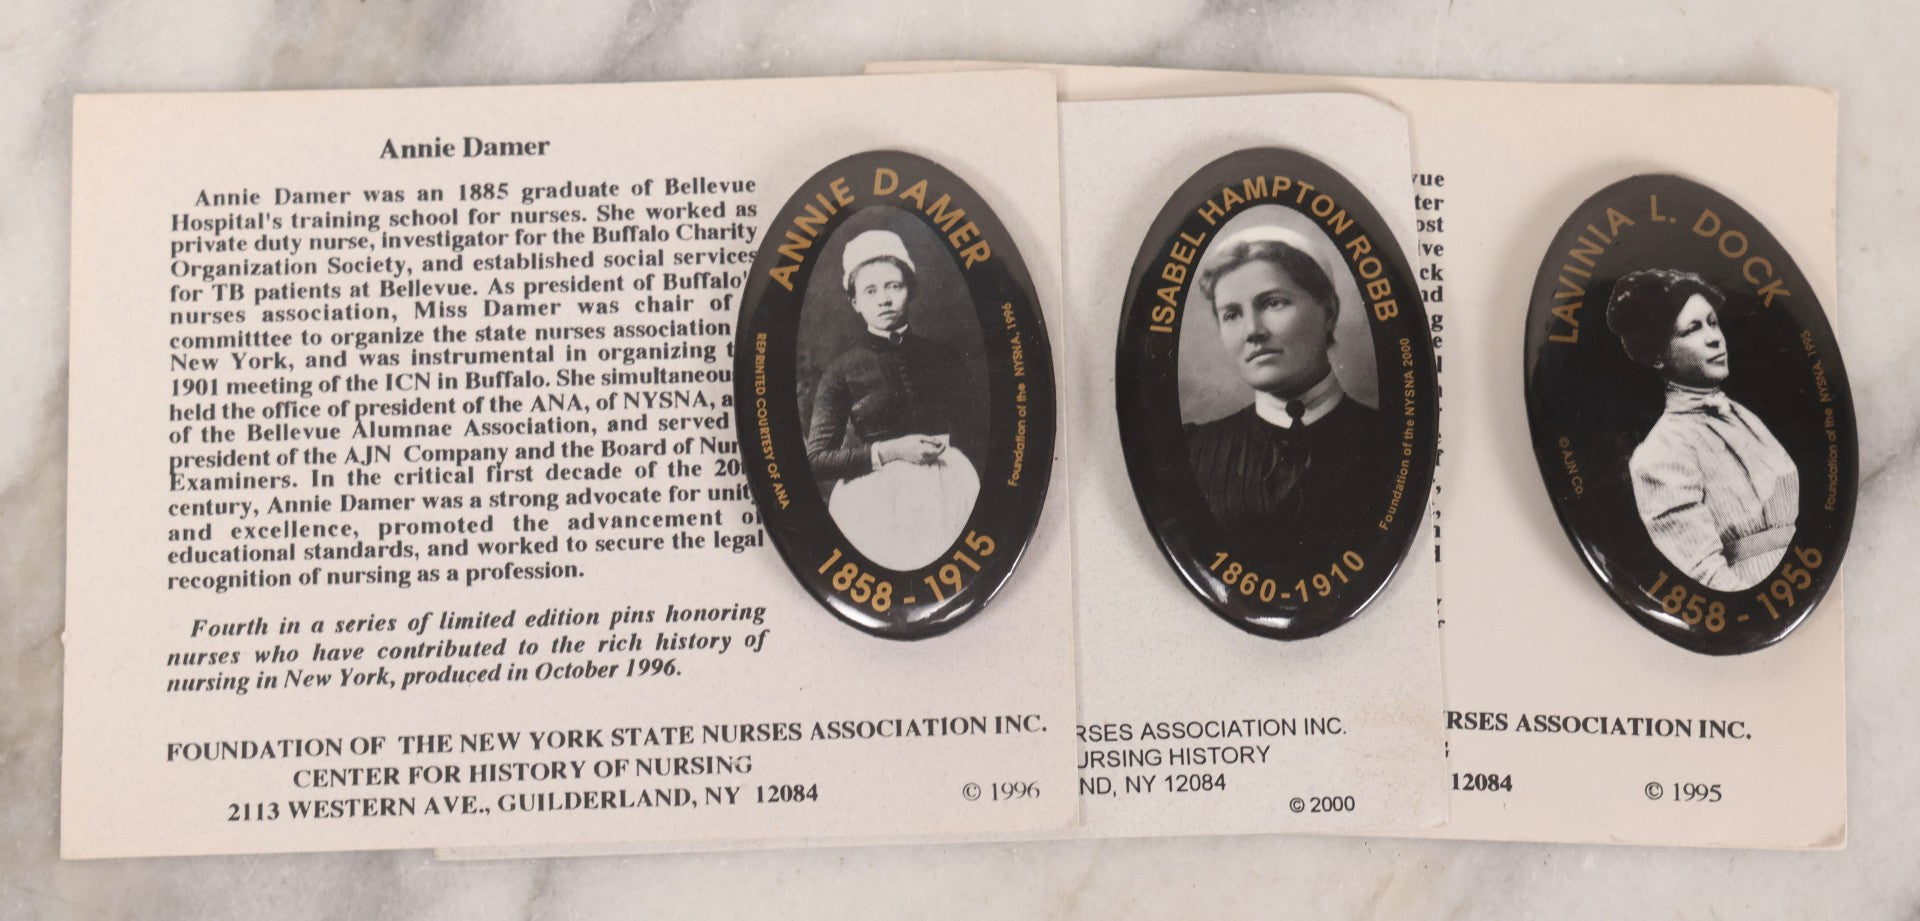 Annie Damer
Annie Damer was an 1885 graduate of Bellevue
Hospital's training school for nurses. She worked as
private duty nurse, investigator for the Buffalo Charity
Organization Society, and established social services
for TB patients at Bellevue. As president of Buffalo'
nurses association, Miss Damer was chair of
committtee to organize the state nurses association
New York, and was instrumental in organizing t
1901 meeting of the ICN in Buffalo. She simultaneou
held the office of president of the ANA, of NYSNA, a
of the Bellevue Alumnae Association, and served
president of the AJN Company and the Board of Nur
Examiners. In the critical first decade of the 20
century, Annie Damer was a strong advocate for unit
and excellence, promoted the advancement of
educational standards, and worked to secure the legal
recognition of nursing as a profession.
Fourth in a series of limited edition pins honoring
nurses who have contributed to the rich history of
nursing in New York, produced in October 1996.
FOUNDATION OF THE NEW YORK STATE NURSES ASSOCIATION INC.
CENTER FOR HISTORY OF NURSING
2113 WESTERN AVE., GUILDERLAND, NY 12084
© 1996
ANNIE DAMER
REPRINTED COURTESY OF ANA
Foundation of the NYSNA, 1996
1858 - 1915
ISABEL HAMPTON ROBB
Foundation of the NYSNA 2000
1860-1910
RSES ASSOCIATION INC.
URSING HISTORY
ND, NY 12084
© 2000
vue
ter
ost
ive
ck
nd
g
e
LAVINIA L. DOCK
© AJN Co.
Foundation of the NYSNA, 1995
1858 - 1956
RSES ASSOCIATION INC.
12084
© 1995